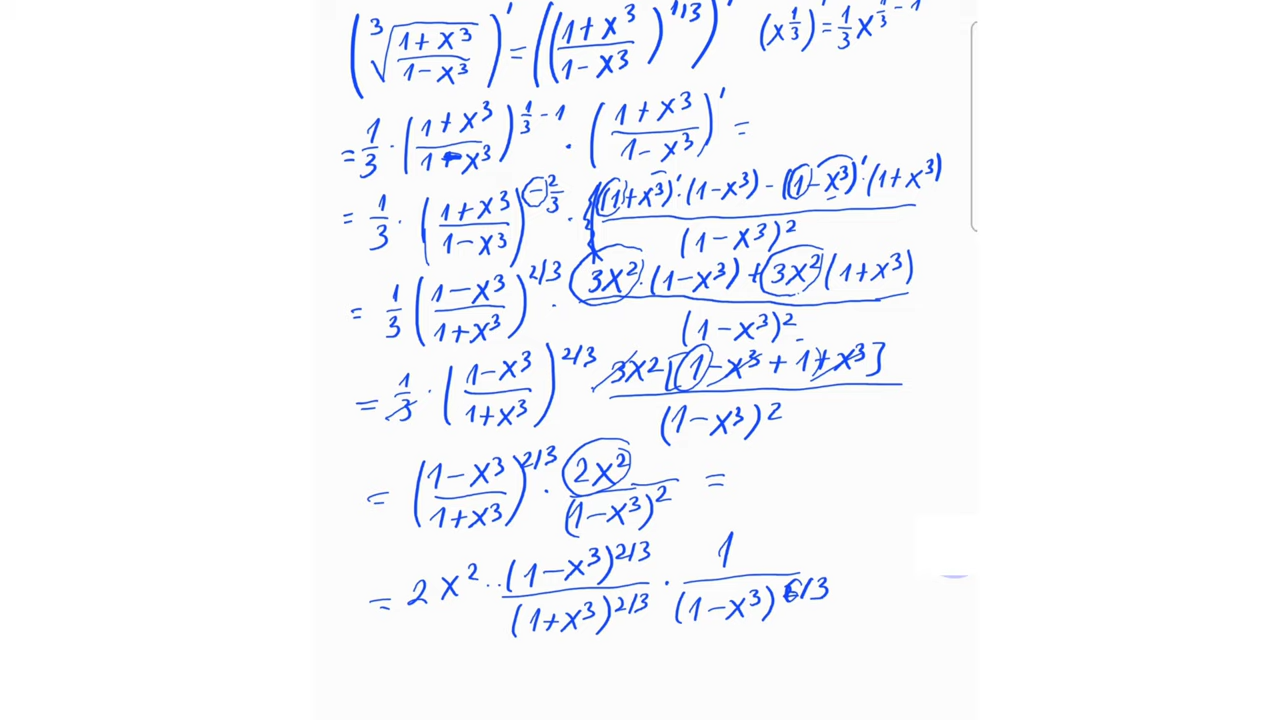 (∛((1+x³)/(1-x³)))' = (((1+x³)/(1-x³))^(1/3))' (x^(1/3))' = 1/3 x^(1/3 - 1)
= 1/3 · ((1+x³)/(1-x³))^(1/3 - 1) · ((1+x³)/(1-x³))' =
= 1/3 · ((1+x³)/(1-x³))^(-2/3) · ((1+x³)'·(1-x³) - (1-x³)'·(1+x³))/(1-x³)²
= 1/3 ((1-x³)/(1+x³))^(2/3) · (3x²·(1-x³) + 3x²(1+x³))/(1-x³)²
= 1/3 · ((1-x³)/(1+x³))^(2/3) 3x²[(1-x³+1+x³]/(1-x³)²
= ((1-x³)/(1+x³))^(2/3) · 2x²/(1-x³)² =
= 2x² · (1-x³)^(2/3)/(1+x³)^(2/3) · 1/(1-x³)^(6/3)